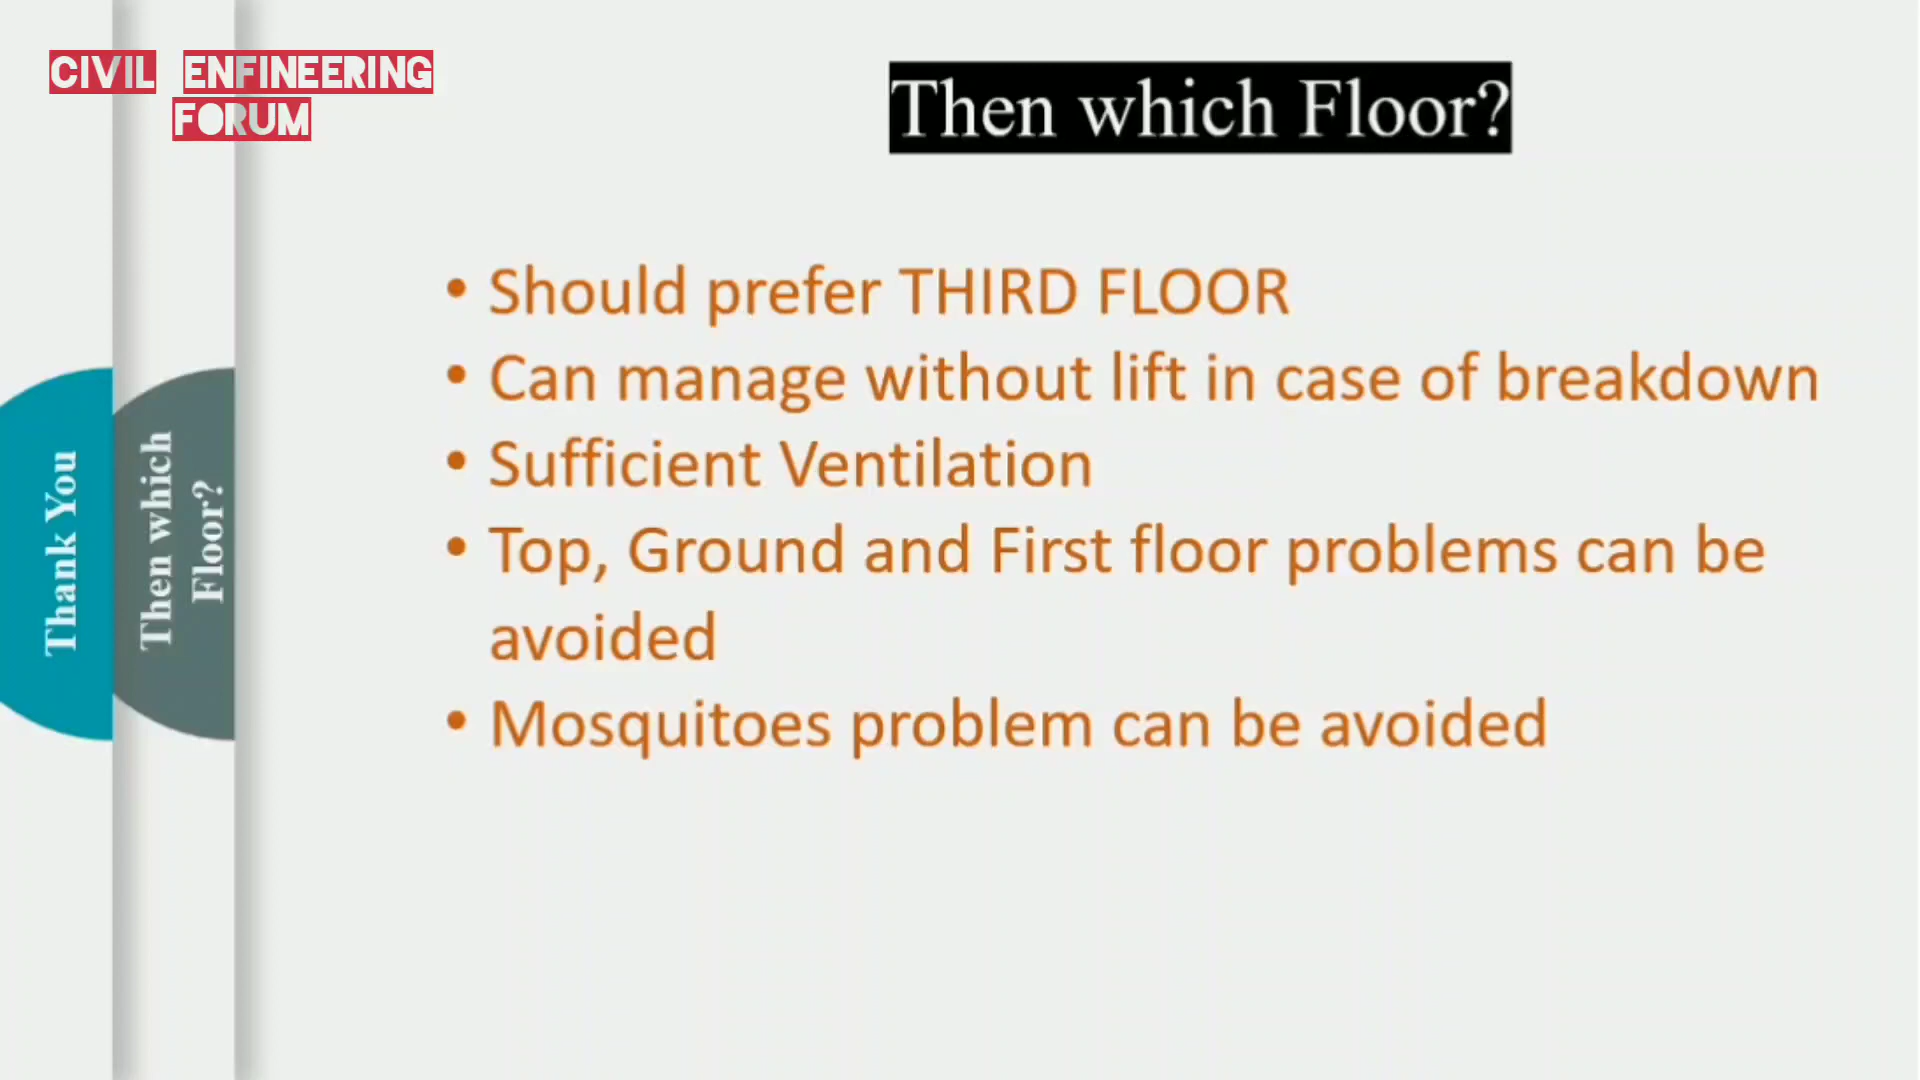 CIVIL ENFINEERING
FORUM
Then which Floor?
• Should prefer THIRD FLOOR
• Can manage without lift in case of breakdown
• Sufficient Ventilation
• Top, Ground and First floor problems can be
avoided
• Mosquitoes problem can be avoided
Thank You
Then which
Floor?